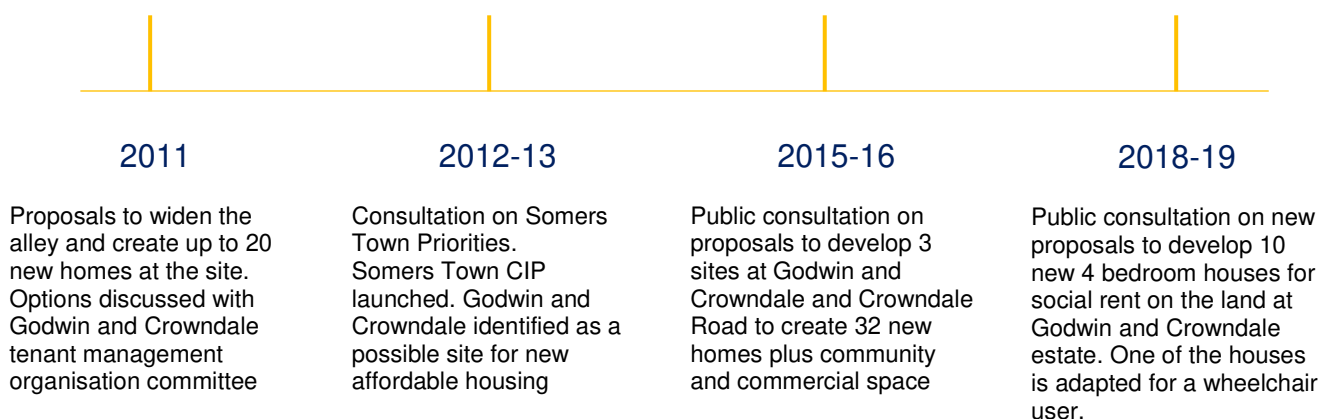 2011
Proposals to widen the
alley and create up to 20
new homes at the site.
Options discussed with
Godwin and Crowndale
tenant management
organisation committee
2012-13
Consultation on Somers
Town Priorities.
Somers Town CIP
launched. Godwin and
Crowndale identified as a
possible site for new
affordable housing
2015-16
Public consultation on
proposals to develop 3
sites at Godwin and
Crowndale and Crowndale
Road to create 32 new
homes plus community
and commercial space
2018-19
Public consultation on new
proposals to develop 10
new 4 bedroom houses for
social rent on the land at
Godwin and Crowndale
estate. One of the houses
is adapted for a wheelchair
user.